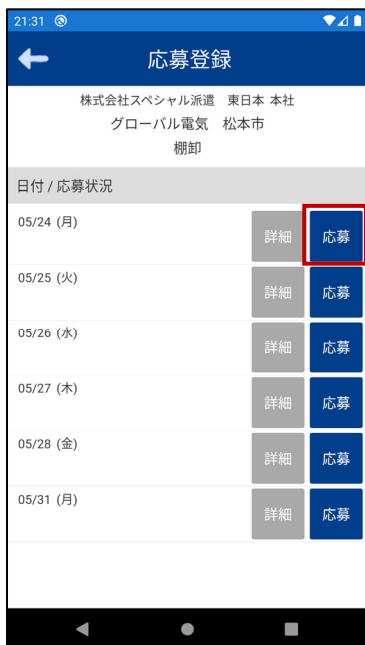 21:31
応募登録
株式会社スペシャル派遣 東日本 本社
グローバル電気 松本市
棚卸
日付 / 応募状況
05/24 (月) 詳細 応募
05/25 (火) 詳細 応募
05/26 (水) 詳細 応募
05/27 (木) 詳細 応募
05/28 (金) 詳細 応募
05/31 (月) 詳細 応募